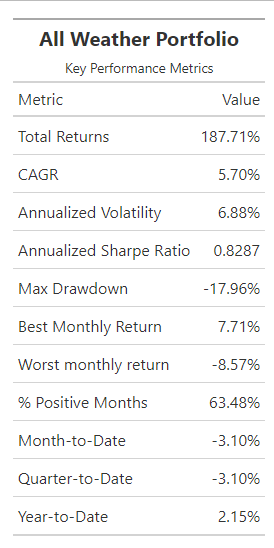 All Weather Portfolio
Key Performance Metrics
Metric Value
Total Returns 187.71%
CAGR 5.70%
Annualized Volatility 6.88%
Annualized Sharpe Ratio 0.8287
Max Drawdown -17.96%
Best Monthly Return 7.71%
Worst monthly return -8.57%
% Positive Months 63.48%
Month-to-Date -3.10%
Quarter-to-Date -3.10%
Year-to-Date 2.15%